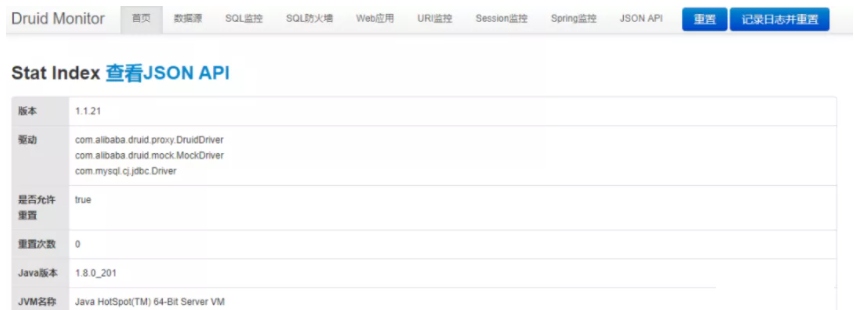 Druid Monitor 首页 数据源 SQL监控 SQL防火墙 Web应用 URI监控 Session监控 Spring监控 JSON API 重置 记录日志并重置
Stat Index 查看JSON API
版本 1.1.21
驱动 com.alibaba.druid.proxy.DruidDriver
com.alibaba.druid.mock.MockDriver
com.mysql.cj.jdbc.Driver
是否允许 true
重置
重置次数 0
Java版本 1.8.0_201
JVM名称 Java HotSpot(TM) 64-Bit Server VM